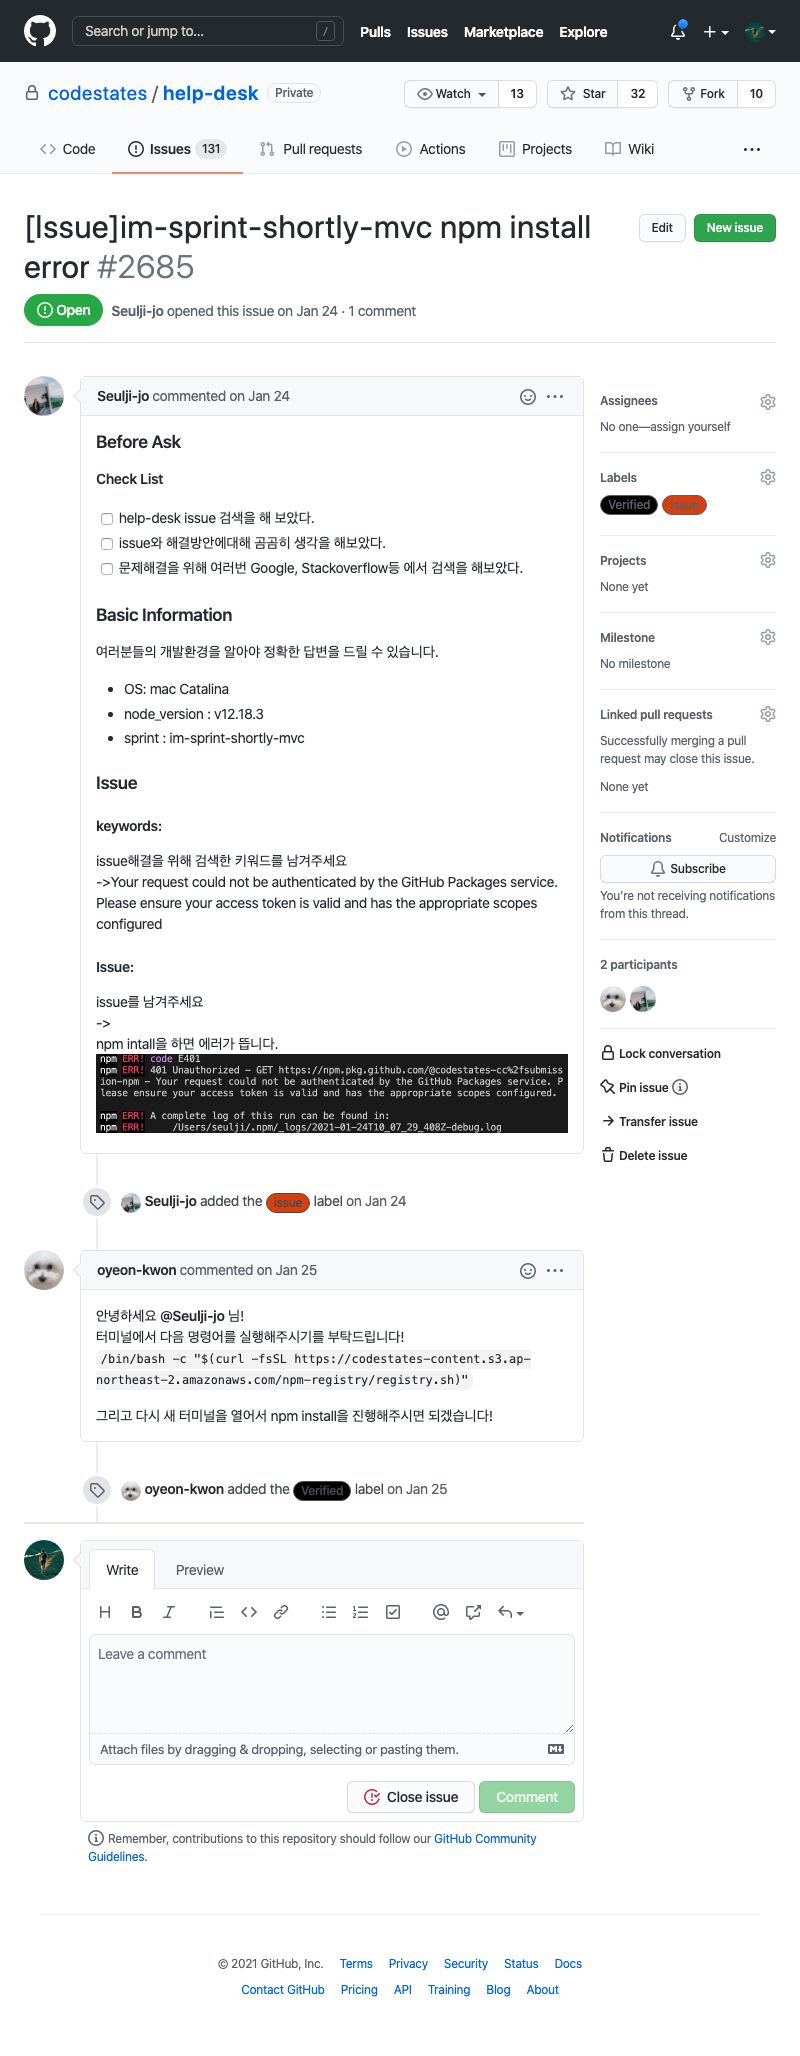 Search or jump to...
/
Pulls
Issues
Marketplace
Explore
codestates / help-desk
Private
Watch
13
Star
32
Fork
10
Code
Issues 131
Pull requests
Actions
Projects
Wiki
[Issue]im-sprint-shortly-mvc npm install
error #2685
Edit
New issue
Open
Seulji-jo opened this issue on Jan 24 · 1 comment
Seulji-jo commented on Jan 24
Before Ask
Check List
help-desk issue 검색을 해 보았다.
issue와 해결방안에대해 곰곰히 생각을 해보았다.
문제해결을 위해 여러번 Google, Stackoverflow등 에서 검색을 해보았다.
Basic Information
여러분들의 개발환경을 알아야 정확한 답변을 드릴 수 있습니다.
OS: mac Catalina
node_version : v12.18.3
sprint : im-sprint-shortly-mvc
Issue
keywords:
issue해결을 위해 검색한 키워드를 남겨주세요
->Your request could not be authenticated by the GitHub Packages service.
Please ensure your access token is valid and has the appropriate scopes
configured
Issue:
issue를 남겨주세요
->
npm intall을 하면 에러가 뜹니다.
npm ERR! code E401
npm ERR! 401 Unauthorized - GET https://npm.pkg.github.com/@codestates-cc%2fsubmiss
ion-npm - Your request could not be authenticated by the GitHub Packages service. P
lease ensure your access token is valid and has the appropriate scopes configured.
npm ERR! A complete log of this run can be found in:
npm ERR!     /Users/seulji/.npm/_logs/2021-01-24T10_07_29_408Z-debug.log
Seulji-jo added the issue label on Jan 24
oyeon-kwon commented on Jan 25
안녕하세요 @Seulji-jo 님!
터미널에서 다음 명령어를 실행해주시기를 부탁드립니다!
/bin/bash -c "$(curl -fsSL https://codestates-content.s3.ap-
northeast-2.amazonaws.com/npm-registry/registry.sh)"
그리고 다시 새 터미널을 열어서 npm install을 진행해주시면 되겠습니다!
oyeon-kwon added the Verified label on Jan 25
Write
Preview
Leave a comment
Attach files by dragging & dropping, selecting or pasting them.
Close issue
Comment
Remember, contributions to this repository should follow our GitHub Community
Guidelines.
Assignees
No one—assign yourself
Labels
Verified
issue
Projects
None yet
Milestone
No milestone
Linked pull requests
Successfully merging a pull
request may close this issue.
None yet
Notifications
Customize
Subscribe
You're not receiving notifications
from this thread.
2 participants
Lock conversation
Pin issue
Transfer issue
Delete issue
© 2021 GitHub, Inc.
Terms
Privacy
Security
Status
Docs
Contact GitHub
Pricing
API
Training
Blog
About